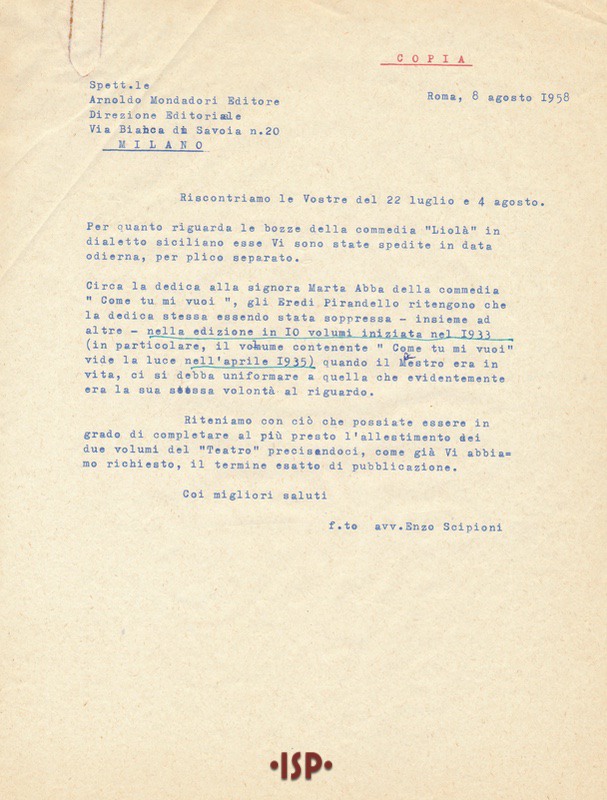 C O P I A
Spett.le
Arnoldo Mondadori Editore
Roma, 8 agosto I958
Direzione Editoriale
Via Bianca di Savoia n.20
M I L A N O
Riscontriamo le Vostre del 22 luglio e 4 agosto.
Per quanto riguarda le bozze della commedia "Liolà" in
dialetto siciliano esse Vi sono state spedite in data
odierna, per plico separato.
Circa la dedica alla signora Marta Abba della commedia
" Come tu mi vuoi ", gli Eredi Pirandello ritengono che
la dedica stessa essendo stata soppressa - insieme ad
altre - nella edizione in I0 volumi iniziata nel I933
(in particolare, il volume contenente " Come tu mi vuoi"
vide la luce nell'aprile I935) quando il Maestro era in
vita, ci si debba uniformare a quella che evidentemente
era la sua stessa volontà al riguardo.
Riteniamo con ciò che possiate essere in
grado di completare al più presto l'allestimento dei
due volumi del "Teatro" precisandoci, come già Vi abbia=
mo richiesto, il termine esatto di pubblicazione.
Coi migliori saluti
f.to avv.Enzo Scipioni
•ISP•